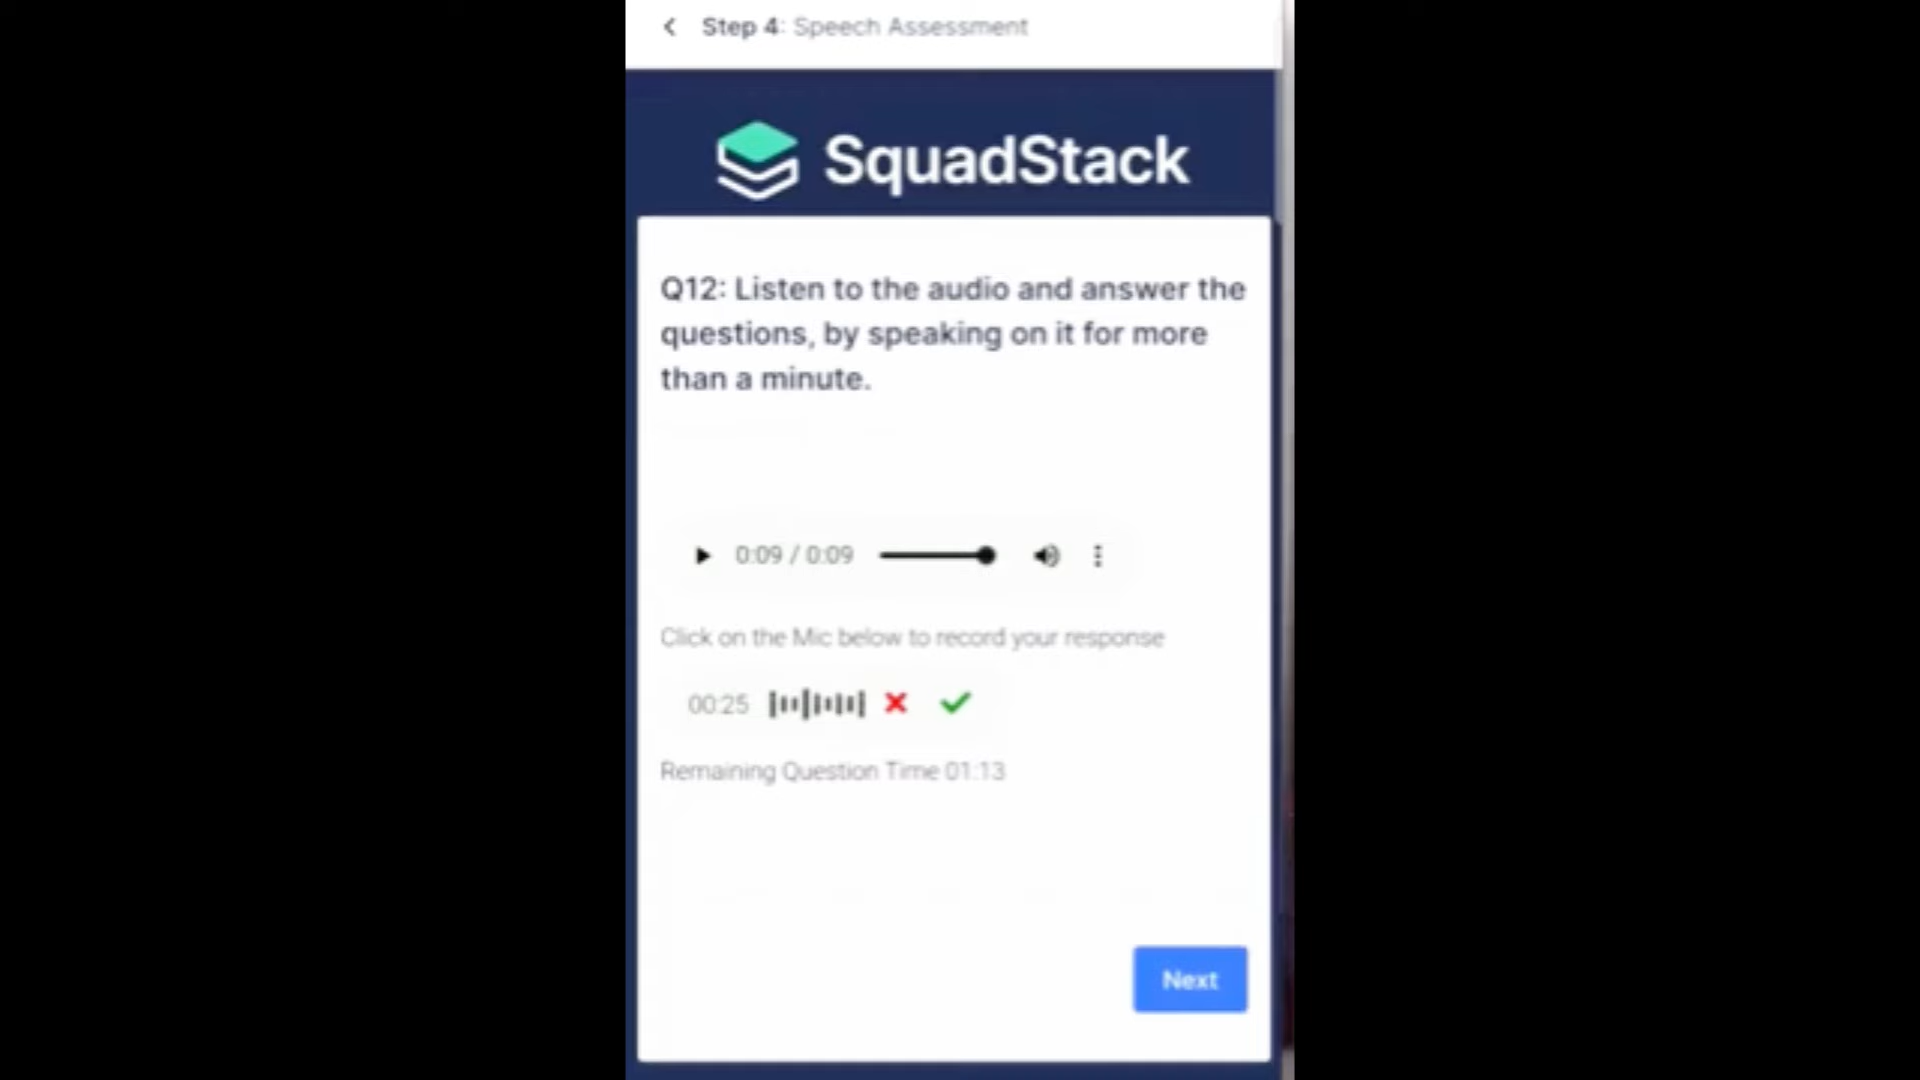 Step 4: Speech Assessment
SquadStack
Q12: Listen to the audio and answer the
questions, by speaking on it for more
than a minute.
0:09 / 0:09
Click on the Mic below to record your response
00:25
Remaining Question Time 01:13
Next